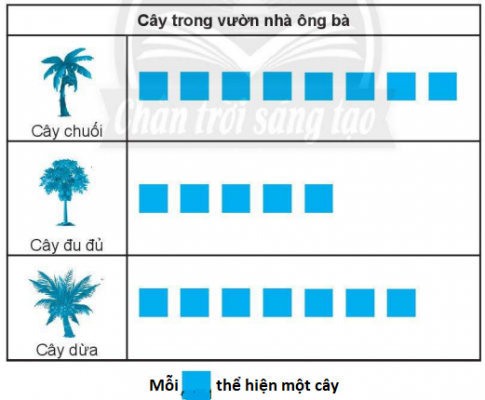 Cây trong vườn nhà ông bà
Cây chuối
Chân trời sáng tạo
Cây đu đủ
Cây dừa
Mỗi thể hiện một cây